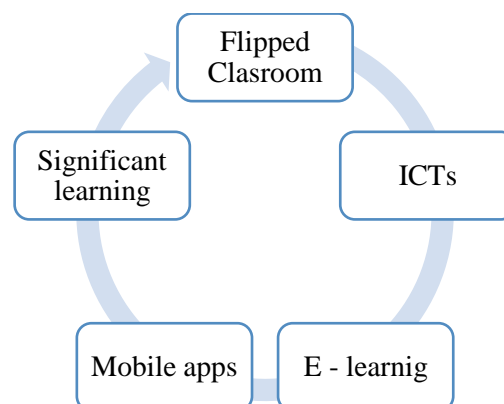 Flipped
Clasroom
ICTs
E - learnig
Mobile apps
Significant
learning